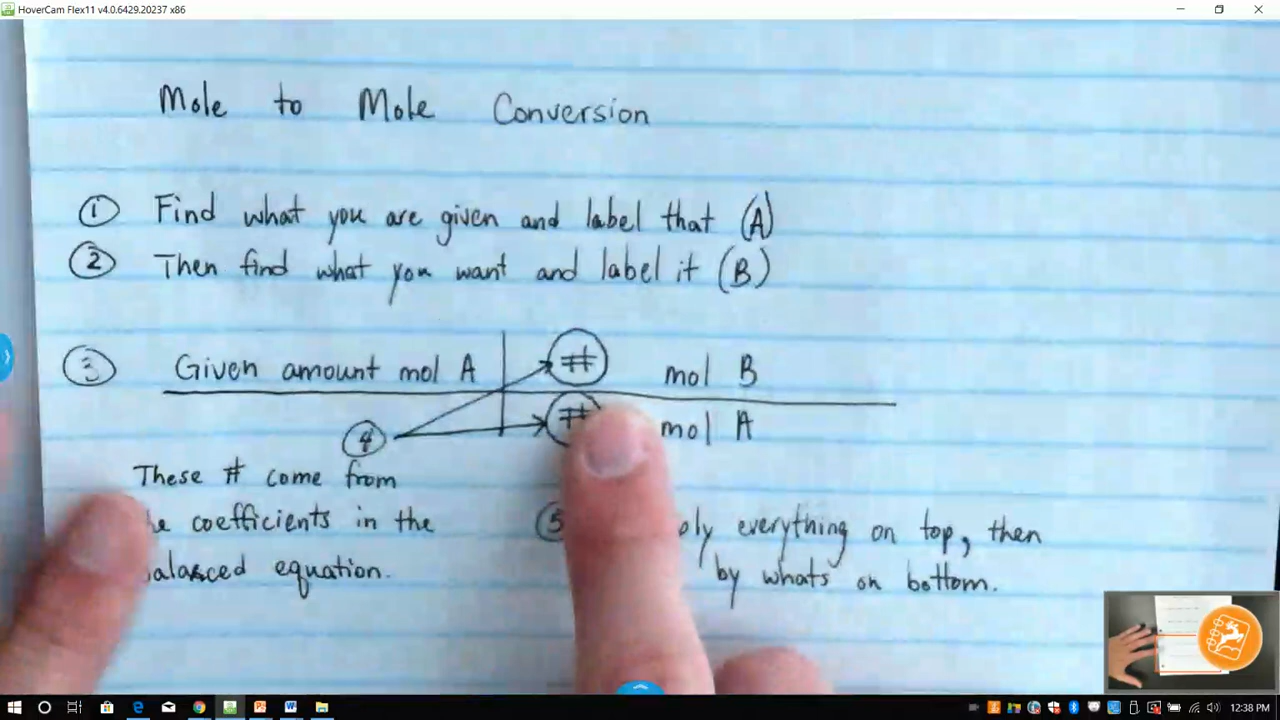 HoverCam Flex11 v4.0.6429.20237 x86
Mole to Mole Conversion
① Find what you are given and label that (A)
② Then find what you want and label it (B)
③ Given amount mol A # mol B
# mol A
④
These # come from
coefficients in the
equation.
⑤ everything on top, then
by whats on bottom.
12:38 PM